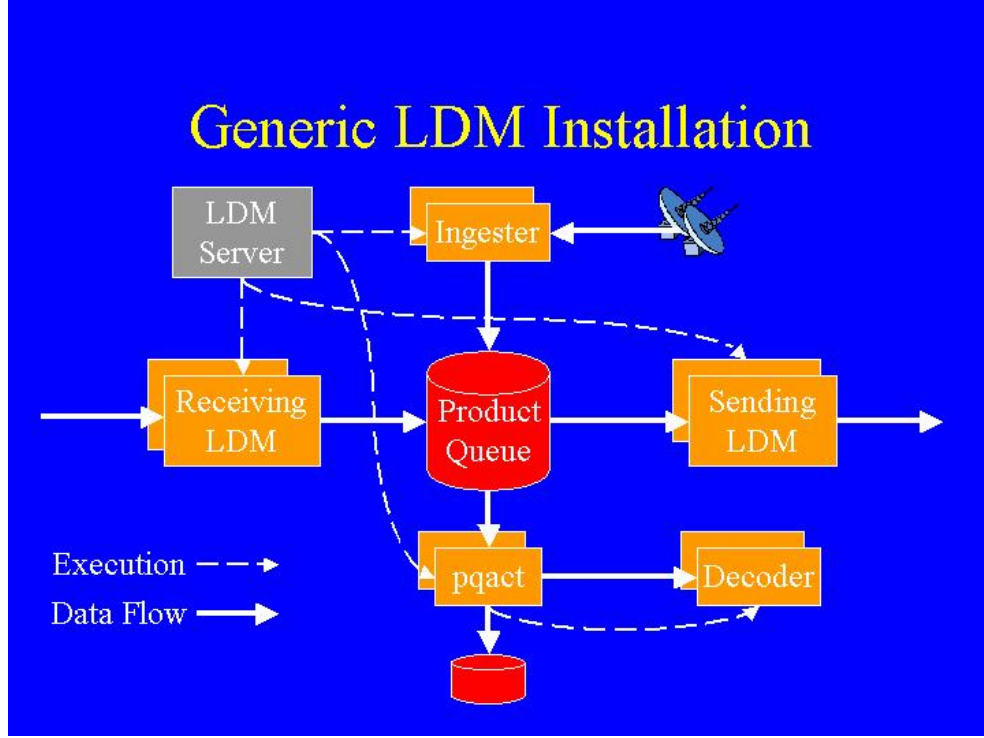 Generic LDM Installation
LDM
Server
Ingester
Receiving
LDM
Product
Queue
Sending
LDM
pqact
Decoder
Execution
Data Flow